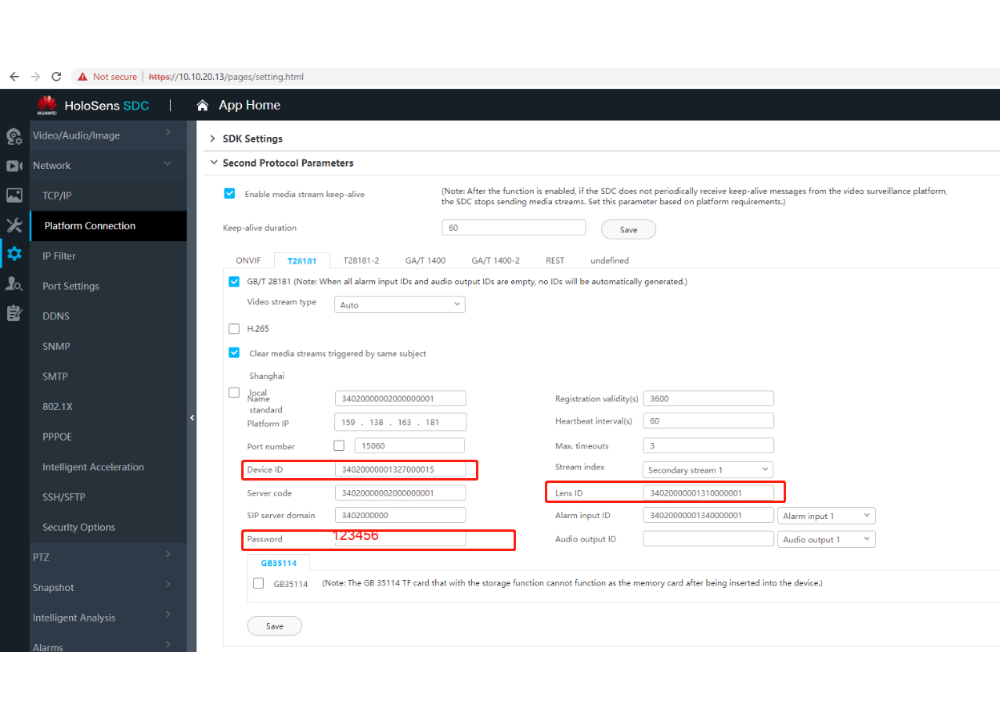 Not secure | https://10.10.20.13/pages/setting.html
HUAWEI
HoloSens SDC | App Home
Video/Audio/Image
Network
TCP/IP
Platform Connection
IP Filter
Port Settings
DDNS
SNMP
SMTP
802.1X
PPPOE
Intelligent Acceleration
SSH/SFTP
Security Options
PTZ
Snapshot
Intelligent Analysis
Alarms
SDK Settings
Second Protocol Parameters
Enable media stream keep-alive
(Note: After the function is enabled, if the SDC does not periodically receive keep-alive messages from the video surveillance platform,
the SDC stops sending media streams. Set this parameter based on platform requirements.)
Keep-alive duration 60 Save
ONVIF T28181 T28181-2 GA/T 1400 GA/T 1400-2 REST undefined
GB/T 28181 (Note: When all alarm input IDs and audio output IDs are empty, no IDs will be automatically generated.)
Video stream type Auto
H.265
Clear media streams triggered by same subject
Shanghai
local
standard
Name 34020000002000000001 Registration validity(s) 3600
Platform IP 159 . 138 . 163 . 181 Heartbeat interval(s) 60
Port number 15060 Max. timeouts 3
Device ID 34020000001327000015 Stream index Secondary stream 1
Server code 34020000002000000001 Lens ID 34020000001310000001
SIP server domain 3402000000 Alarm input ID 34020000001340000001 Alarm input 1
Password 123456 Audio output ID Audio output 1
GB35114
GB35114 (Note: The GB 35114 TF card that with the storage function cannot function as the memory card after being inserted into the device.)
Save